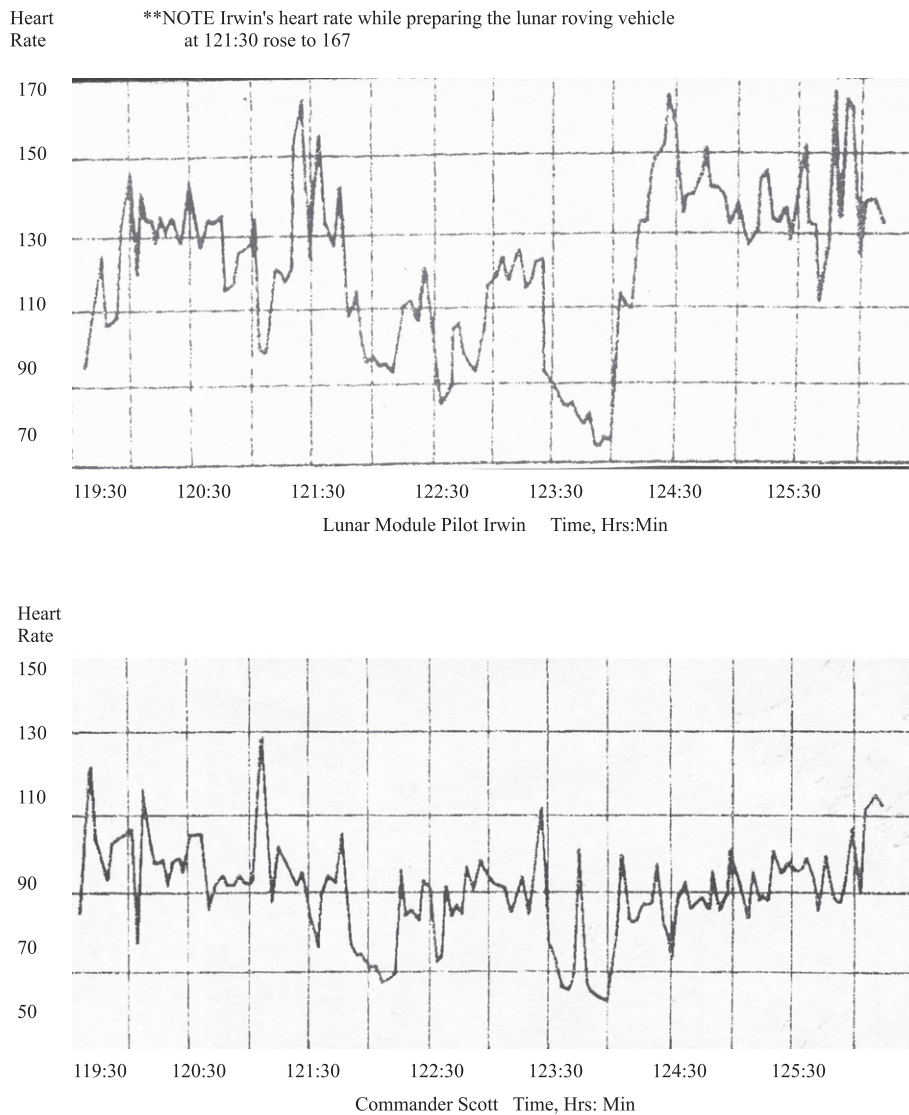 Heart **NOTE Irwin's heart rate while preparing the lunar roving vehicle
Rate at 121:30 rose to 167
170
150
130
110
90
70
119:30 120:30 121:30 122:30 123:30 124:30 125:30
Lunar Module Pilot Irwin Time, Hrs:Min
Heart
Rate
150
130
110
90
70
50
119:30 120:30 121:30 122:30 123:30 124:30 125:30
Commander Scott Time, Hrs: Min